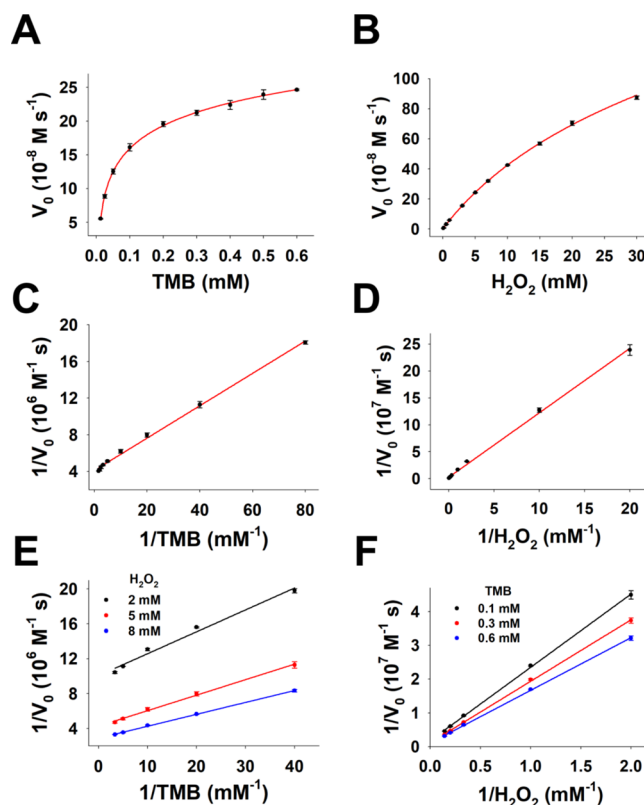 A
V₀ (10⁻⁸ M s⁻¹)
25
20
15
10
5
0.0 0.1 0.2 0.3 0.4 0.5 0.6
TMB (mM)
B
V₀ (10⁻⁸ M s⁻¹)
100
80
60
40
20
0
0 5 10 15 20 25 30
H₂O₂ (mM)
C
1/V₀ (10⁶ M⁻¹ s)
20
16
12
8
4
0
0 20 40 60 80
1/TMB (mM⁻¹)
D
1/V₀ (10⁷ M⁻¹ s)
25
20
15
10
5
0
0 5 10 15 20
1/H₂O₂ (mM⁻¹)
E
1/V₀ (10⁶ M⁻¹ s)
20
16
12
8
4
H₂O₂
2 mM
5 mM
8 mM
0 10 20 30 40
1/TMB (mM⁻¹)
F
1/V₀ (10⁷ M⁻¹ s)
4
3
2
1
0
TMB
0.1 mM
0.3 mM
0.6 mM
0.0 0.4 0.8 1.2 1.6 2.0
1/H₂O₂ (mM⁻¹)